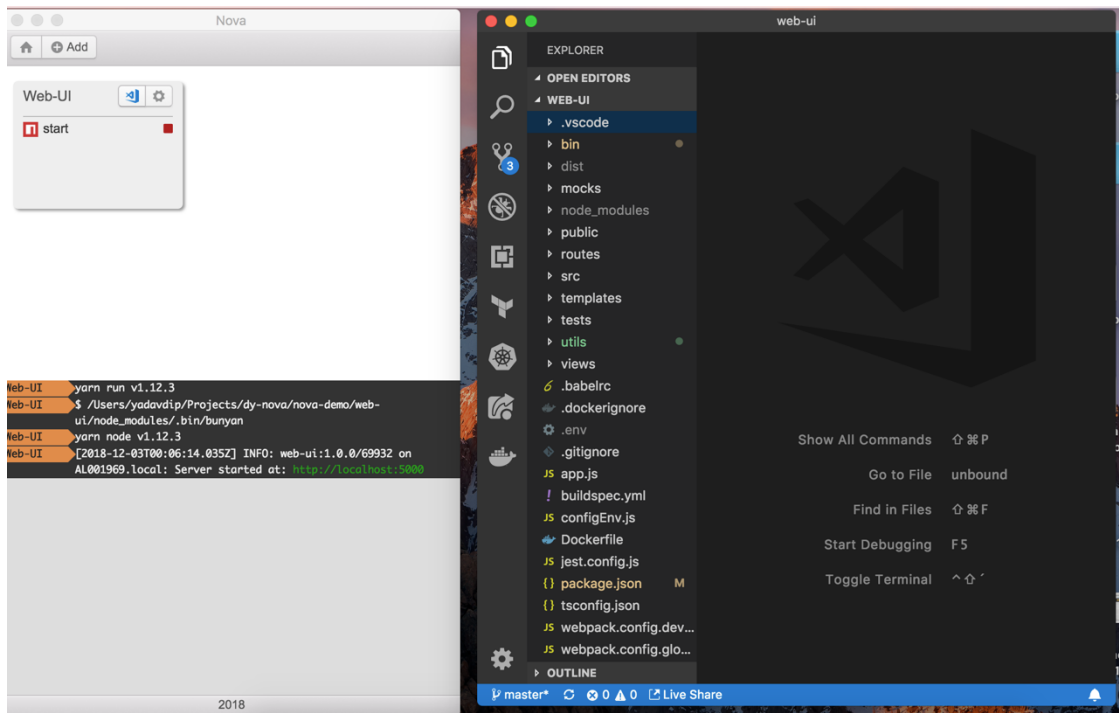 Nova
Add
Web-UI
start
Web-UI yarn run v1.12.3
Web-UI $ /Users/yadavdip/Projects/dy-nova/nova-demo/web-
ui/node_modules/.bin/bunyan
Web-UI yarn node v1.12.3
Web-UI [2018-12-03T00:06:14.035Z] INFO: web-ui:1.0.0/69932 on
AL001969.local: Server started at: http://localhost:5000
2018
web-ui
EXPLORER
OPEN EDITORS
WEB-UI
.vscode
bin
dist
mocks
node_modules
public
routes
src
templates
tests
utils
views
.babelrc
.dockerignore
.env
.gitignore
JS app.js
! buildspec.yml
JS configEnv.js
Dockerfile
JS jest.config.js
{} package.json M
{} tsconfig.json
JS webpack.config.dev...
JS webpack.config.glo...
OUTLINE
3
Show All Commands ⇧⌘P
Go to File unbound
Find in Files ⇧⌘F
Start Debugging F5
Toggle Terminal ^⇧´
master* 0 0 Live Share